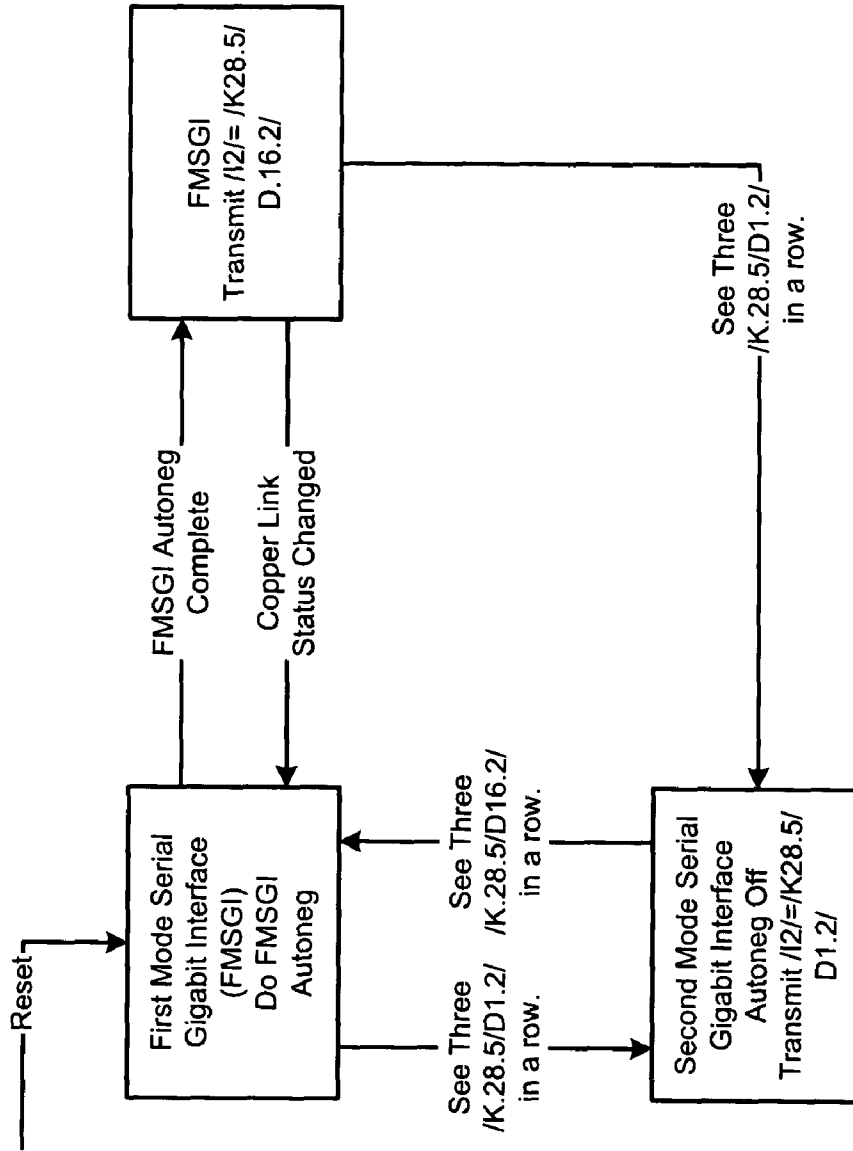 Reset
First Mode Serial
Gigabit Interface
(FMSGI)
Do FMSGI
Autoneg
FMSGI Autoneg
Complete
Copper Link
Status Changed
FMSGI
Transmit /I2/= /K28.5/
D.16.2/
See Three
/K.28.5/D1.2/
in a row.
See Three
/K.28.5/D16.2/
in a row.
See Three
/K.28.5/D1.2/
in a row.
Second Mode Serial
Gigabit Interface
Autoneg Off
Transmit /I2/=/K28.5/
D1.2/